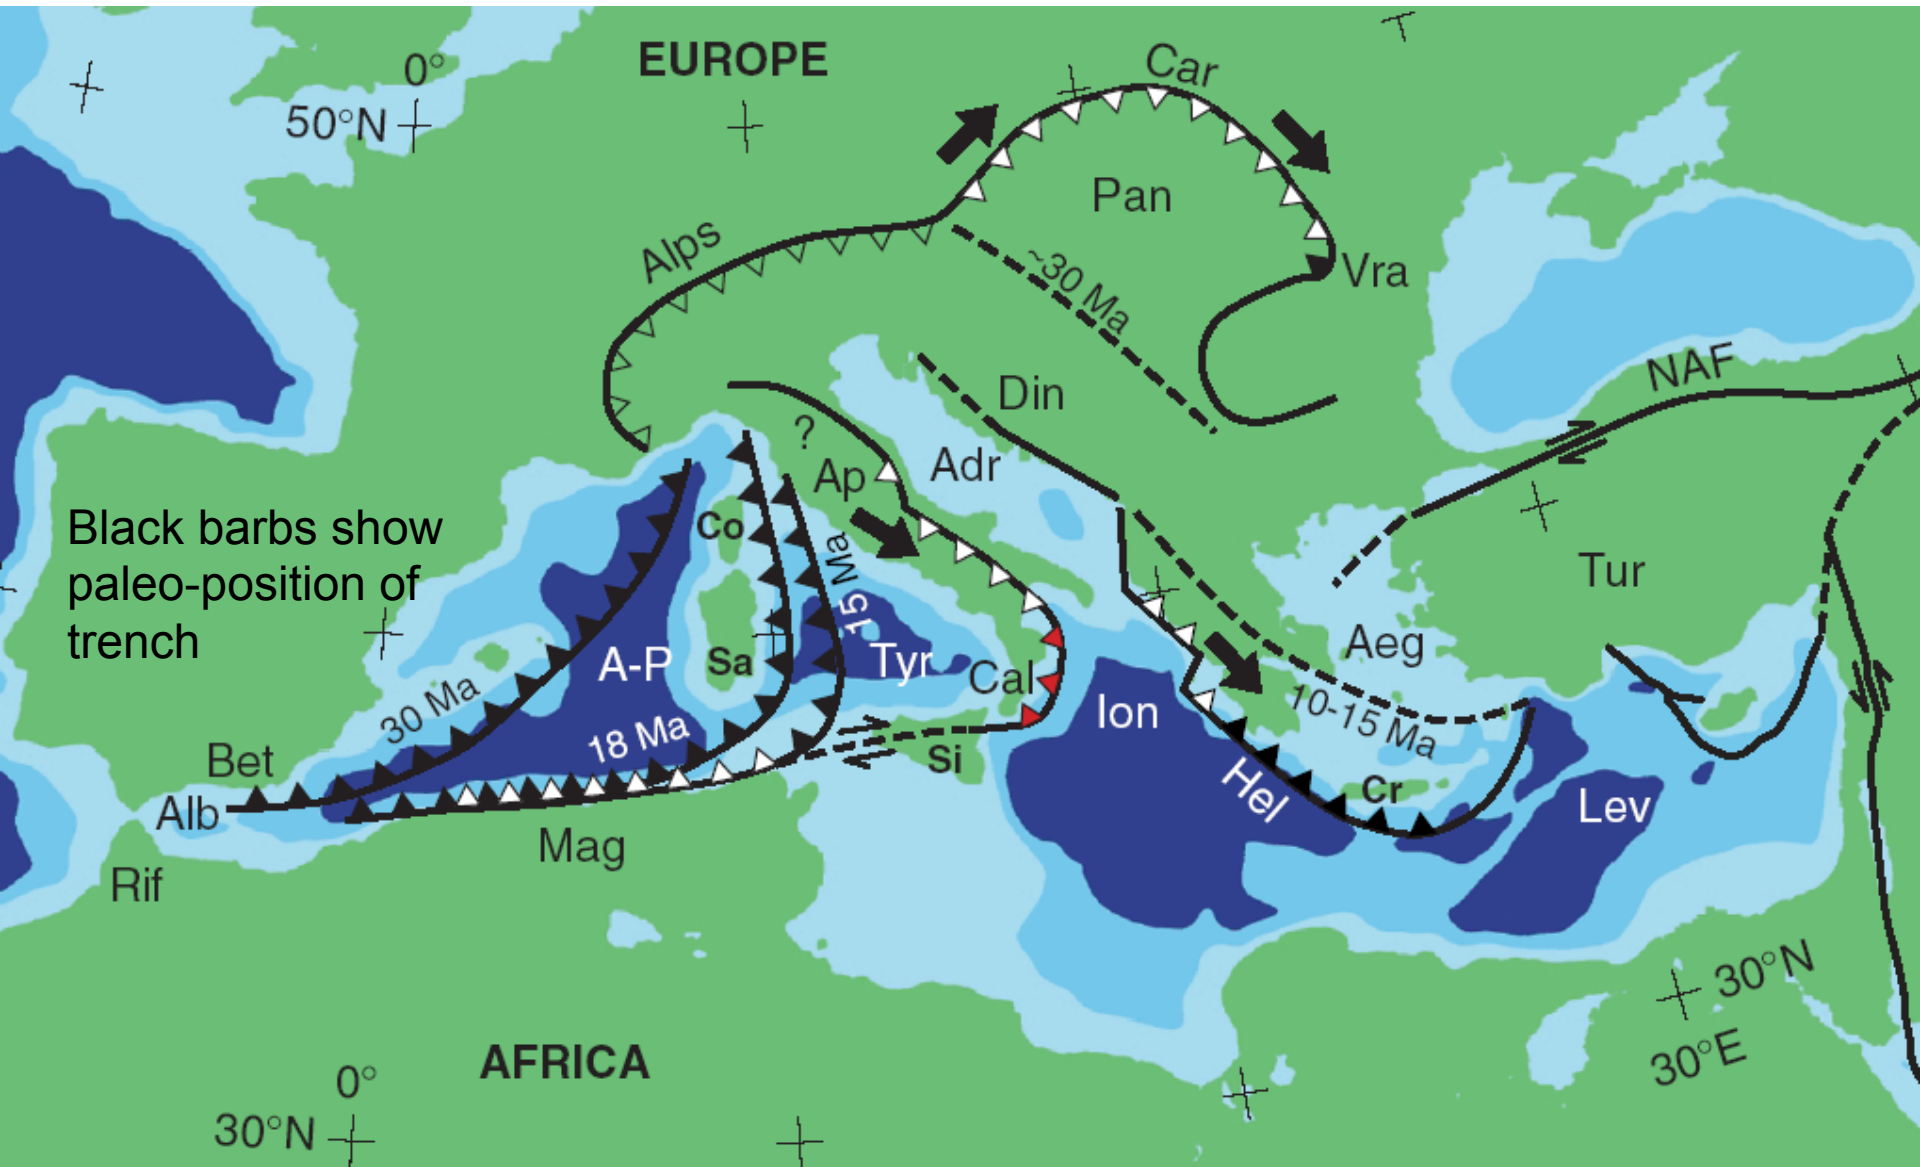 EUROPE
Car
0°
50°N
Pan
Alps
Vra
~30 Ma
NAF
Din
?
Ap
Adr
Black barbs show
paleo-position of
trench
Co
15 Ma
Tur
Aeg
A-P
Sa
Tyr
Cal
30 Ma
Ion
10-15 Ma
18 Ma
Bet
Si
Hel
Cr
Lev
Alb
Mag
Rif
30°N
30°E
AFRICA
0°
30°N